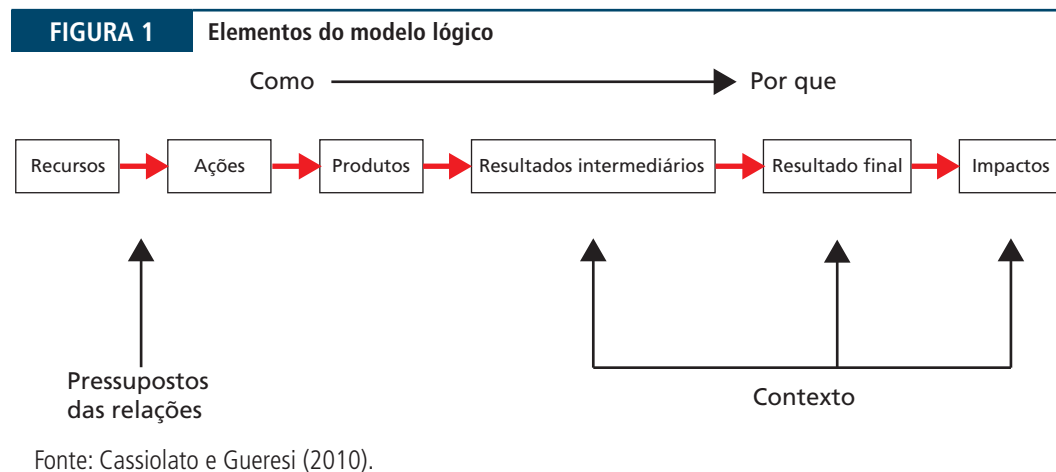 FIGURA 1 Elementos do modelo lógico
Como Por que
Recursos Ações Produtos Resultados intermediários Resultado final Impactos
Pressupostos
das relações
Contexto
Fonte: Cassiolato e Gueresi (2010).